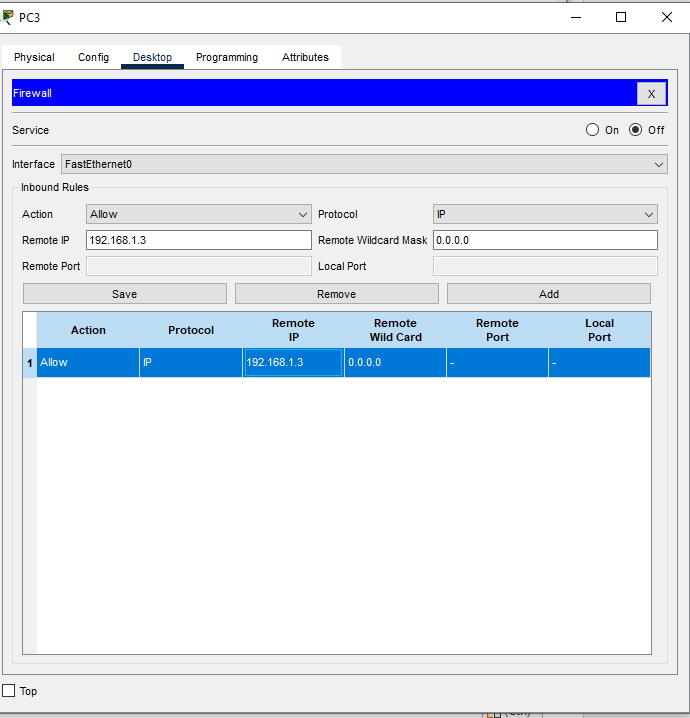 PC3
Physical Config Desktop Programming Attributes
Firewall X
Service On Off
Interface FastEthernet0
Inbound Rules
Action Allow Protocol IP
Remote IP 192.168.1.3 Remote Wildcard Mask 0.0.0.0
Remote Port Local Port
Save Remove Add
Action Protocol Remote IP Remote Wild Card Remote Port Local Port
1 Allow IP 192.168.1.3 0.0.0.0 - -
Top